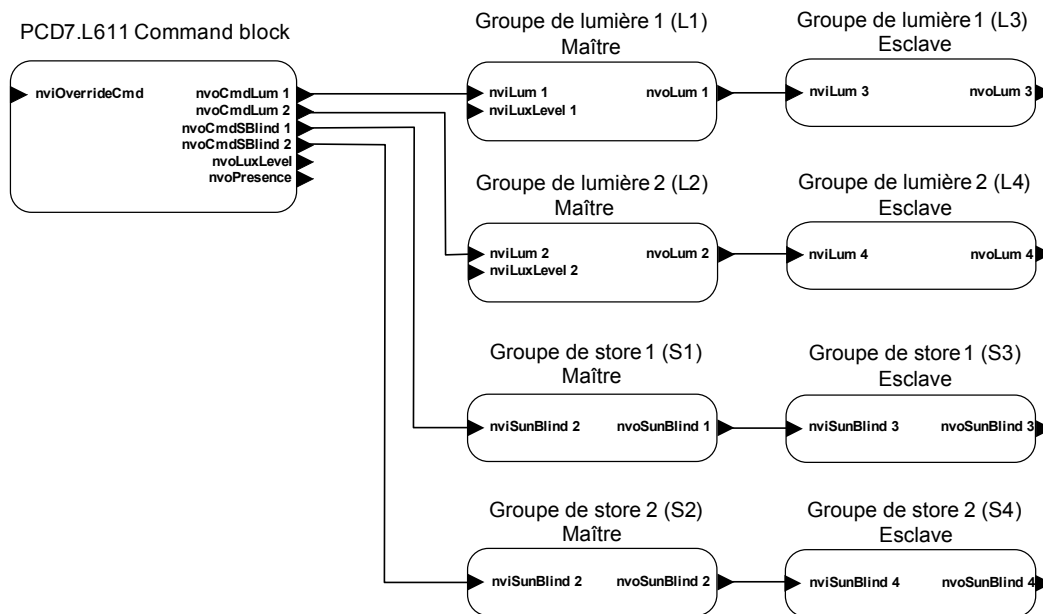 PCD7.L611 Command block
nviOverrideCmd
nvoCmdLum 1
nvoCmdLum 2
nvoCmdSBlind 1
nvoCmdSBlind 2
nvoLuxLevel
nvoPresence
Groupe de lumière 1 (L1)
Maître
nviLum 1
nvoLum 1
nviLuxLevel 1
Groupe de lumière 1 (L3)
Esclave
nviLum 3
nvoLum 3
Groupe de lumière 2 (L2)
Maître
nviLum 2
nvoLum 2
nviLuxLevel 2
Groupe de lumière 2 (L4)
Esclave
nviLum 4
nvoLum 4
Groupe de store 1 (S1)
Maître
nviSunBlind 2
nvoSunBlind 1
Groupe de store 1 (S3)
Esclave
nviSunBlind 3
nvoSunBlind 3
Groupe de store 2 (S2)
Maître
nviSunBlind 2
nvoSunBlind 2
Groupe de store 2 (S4)
Esclave
nviSunBlind 4
nvoSunBlind 4